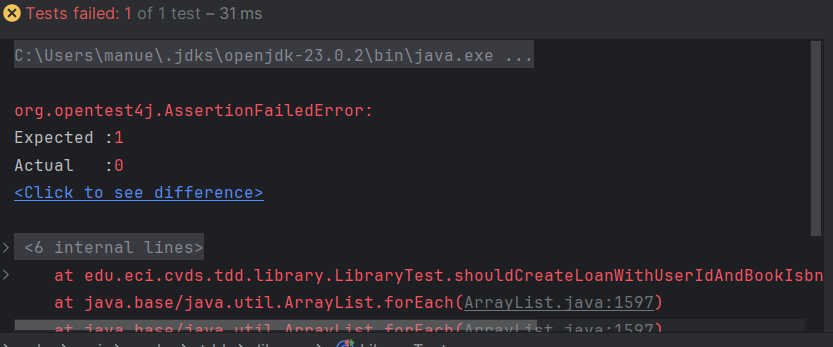 Tests failed: 1 of 1 test – 31 ms
C:\Users\manue\.jdks\openjdk-23.0.2\bin\java.exe ...
org.opentest4j.AssertionFailedError:
Expected :1
Actual   :0
<Click to see difference>
<6 internal lines>
at edu.eci.cvds.tdd.library.LibraryTest.shouldCreateLoanWithUserIdAndBookIsbn
at java.base/java.util.ArrayList.forEach(ArrayList.java:1597)
at java.base/java.util.ArrayList.forEach(ArrayList.java:1597)